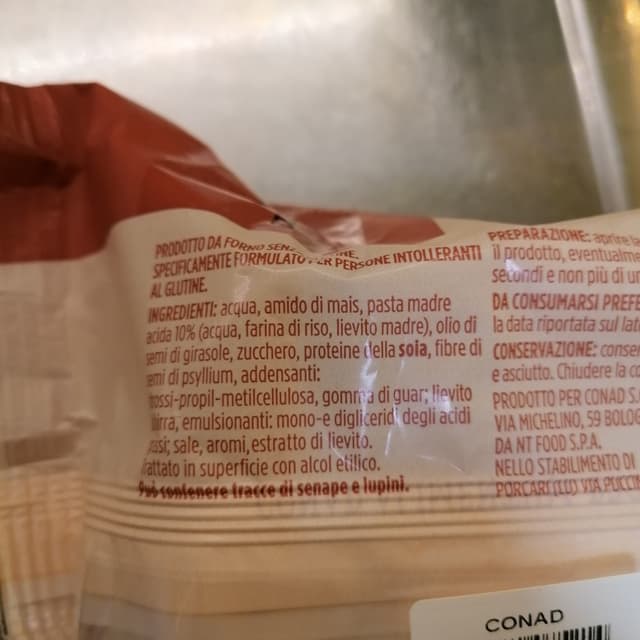 PRODOTTO DA FORNO
SPECIFICAMENTE FORMULATO PER PERSONE INTOLLERANTI
AL GLUTINE.
INGREDIENTI: acqua, amido di mais, pasta madre
acida 10% (acqua, farina di riso, lievito madre), olio di
semi di girasole, zucchero, proteine della soia, fibre di
semi di psyllium, addensanti:
ossi-propil-metilcellulosa, gomma di guar; lievito
birra, emulsionanti: mono-e digliceridi degli acidi
sale, aromi, estratto di lievito.
Trattato in superficie con alcol etilico.
Può contenere tracce di senape e lupini.
PREPARAZIONE: aprire
il prodotto, eventualme
secondi e non più di un
DA CONSUMARSI PREFE
la data riportata sul lat
CONSERVAZIONE: conser
e asciutto. Chiudere la co
PRODOTTO PER CONAD S.
VIA MICHELINO, 59 BOLOG
DA NT FOOD S.P.A.
NELLO STABILIMENTO DI
PORCARI (LU) VIA PUCCIN
CONAD